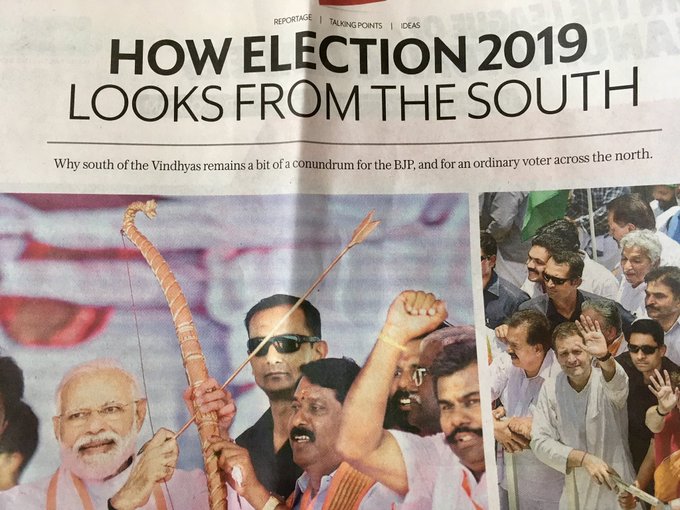 REPORTAGE | TALKING POINTS | IDEAS
HOW ELECTION 2019
LOOKS FROM THE SOUTH
Why south of the Vindhyas remains a bit of a conundrum for the BJP, and for an ordinary voter across the north.